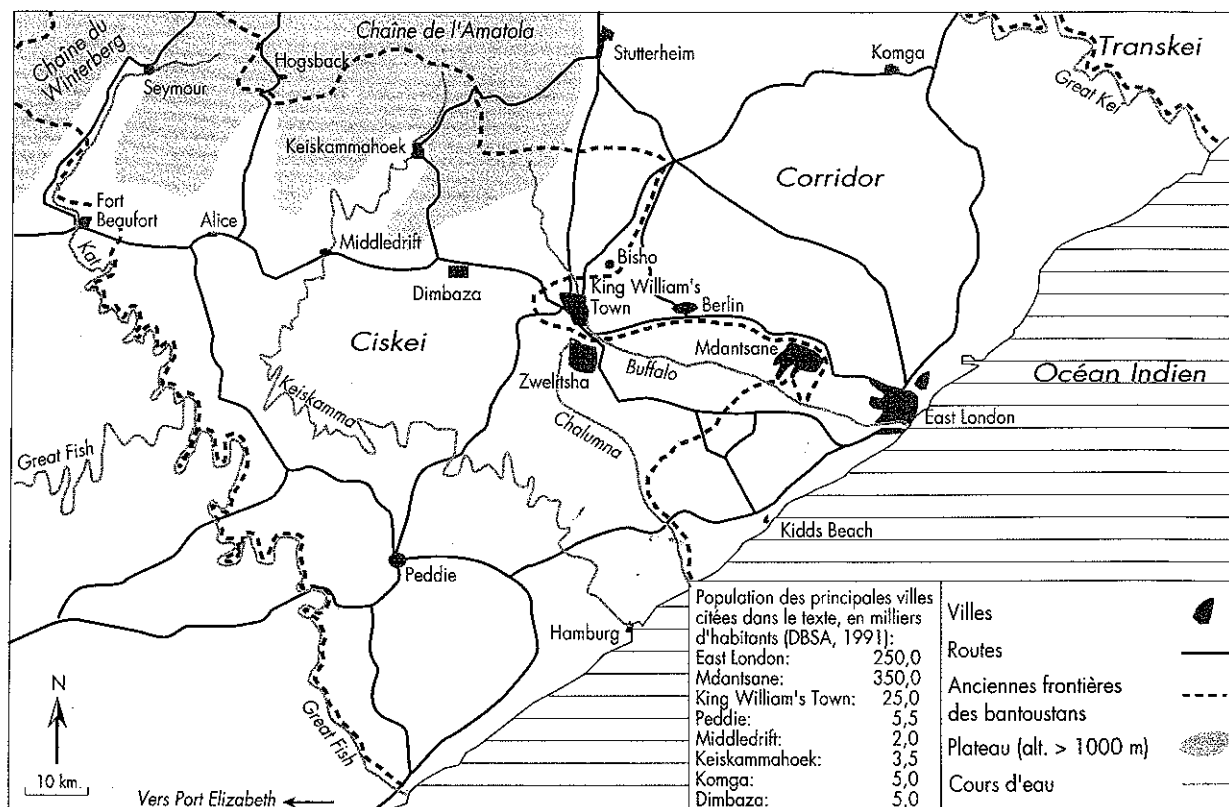 Chaîne du
Winterberg
Chaîne de l'Amatola
Transkei
Stutterheim
Komga
Hogsback
Seymour
Great Kei
Keiskammahoek
Corridor
Fort
Beaufort
Alice
Kat
Middledrift
Bisho
Dimbaza
King William's
Town
Berlin
Ciskei
Mdantsane
Zwelitsha
Buffalo
Océan Indien
Keiskamma
Chalumna
East London
Great Fish
Kidds Beach
Peddie
Hamburg
Great Fish
N
10 km.
Vers Port Elizabeth
Population des principales villes
citées dans le texte, en milliers
d'habitants (DBSA, 1991):
East London: 250,0
Mdantsane: 350,0
King William's Town: 25,0
Peddie: 5,5
Middledrift: 2,0
Keiskammahoek: 3,5
Komga: 5,0
Dimbaza: 5,0
Villes
Routes
Anciennes frontières
des bantoustans
Plateau (alt. > 1000 m)
Cours d'eau